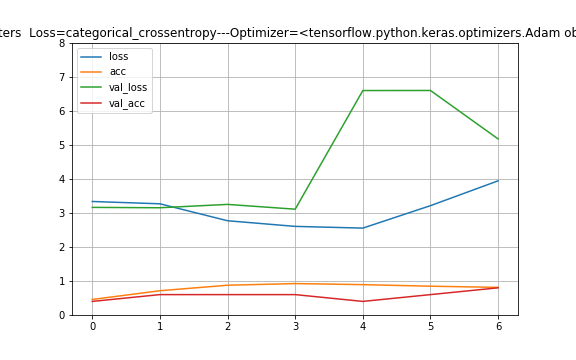 ters  Loss=categorical_crossentropy---Optimizer=<tensorflow.python.keras.optimizers.Adam ob
8
7
6
5
4
3
2
1
0
loss
acc
val_loss
val_acc
0 1 2 3 4 5 6